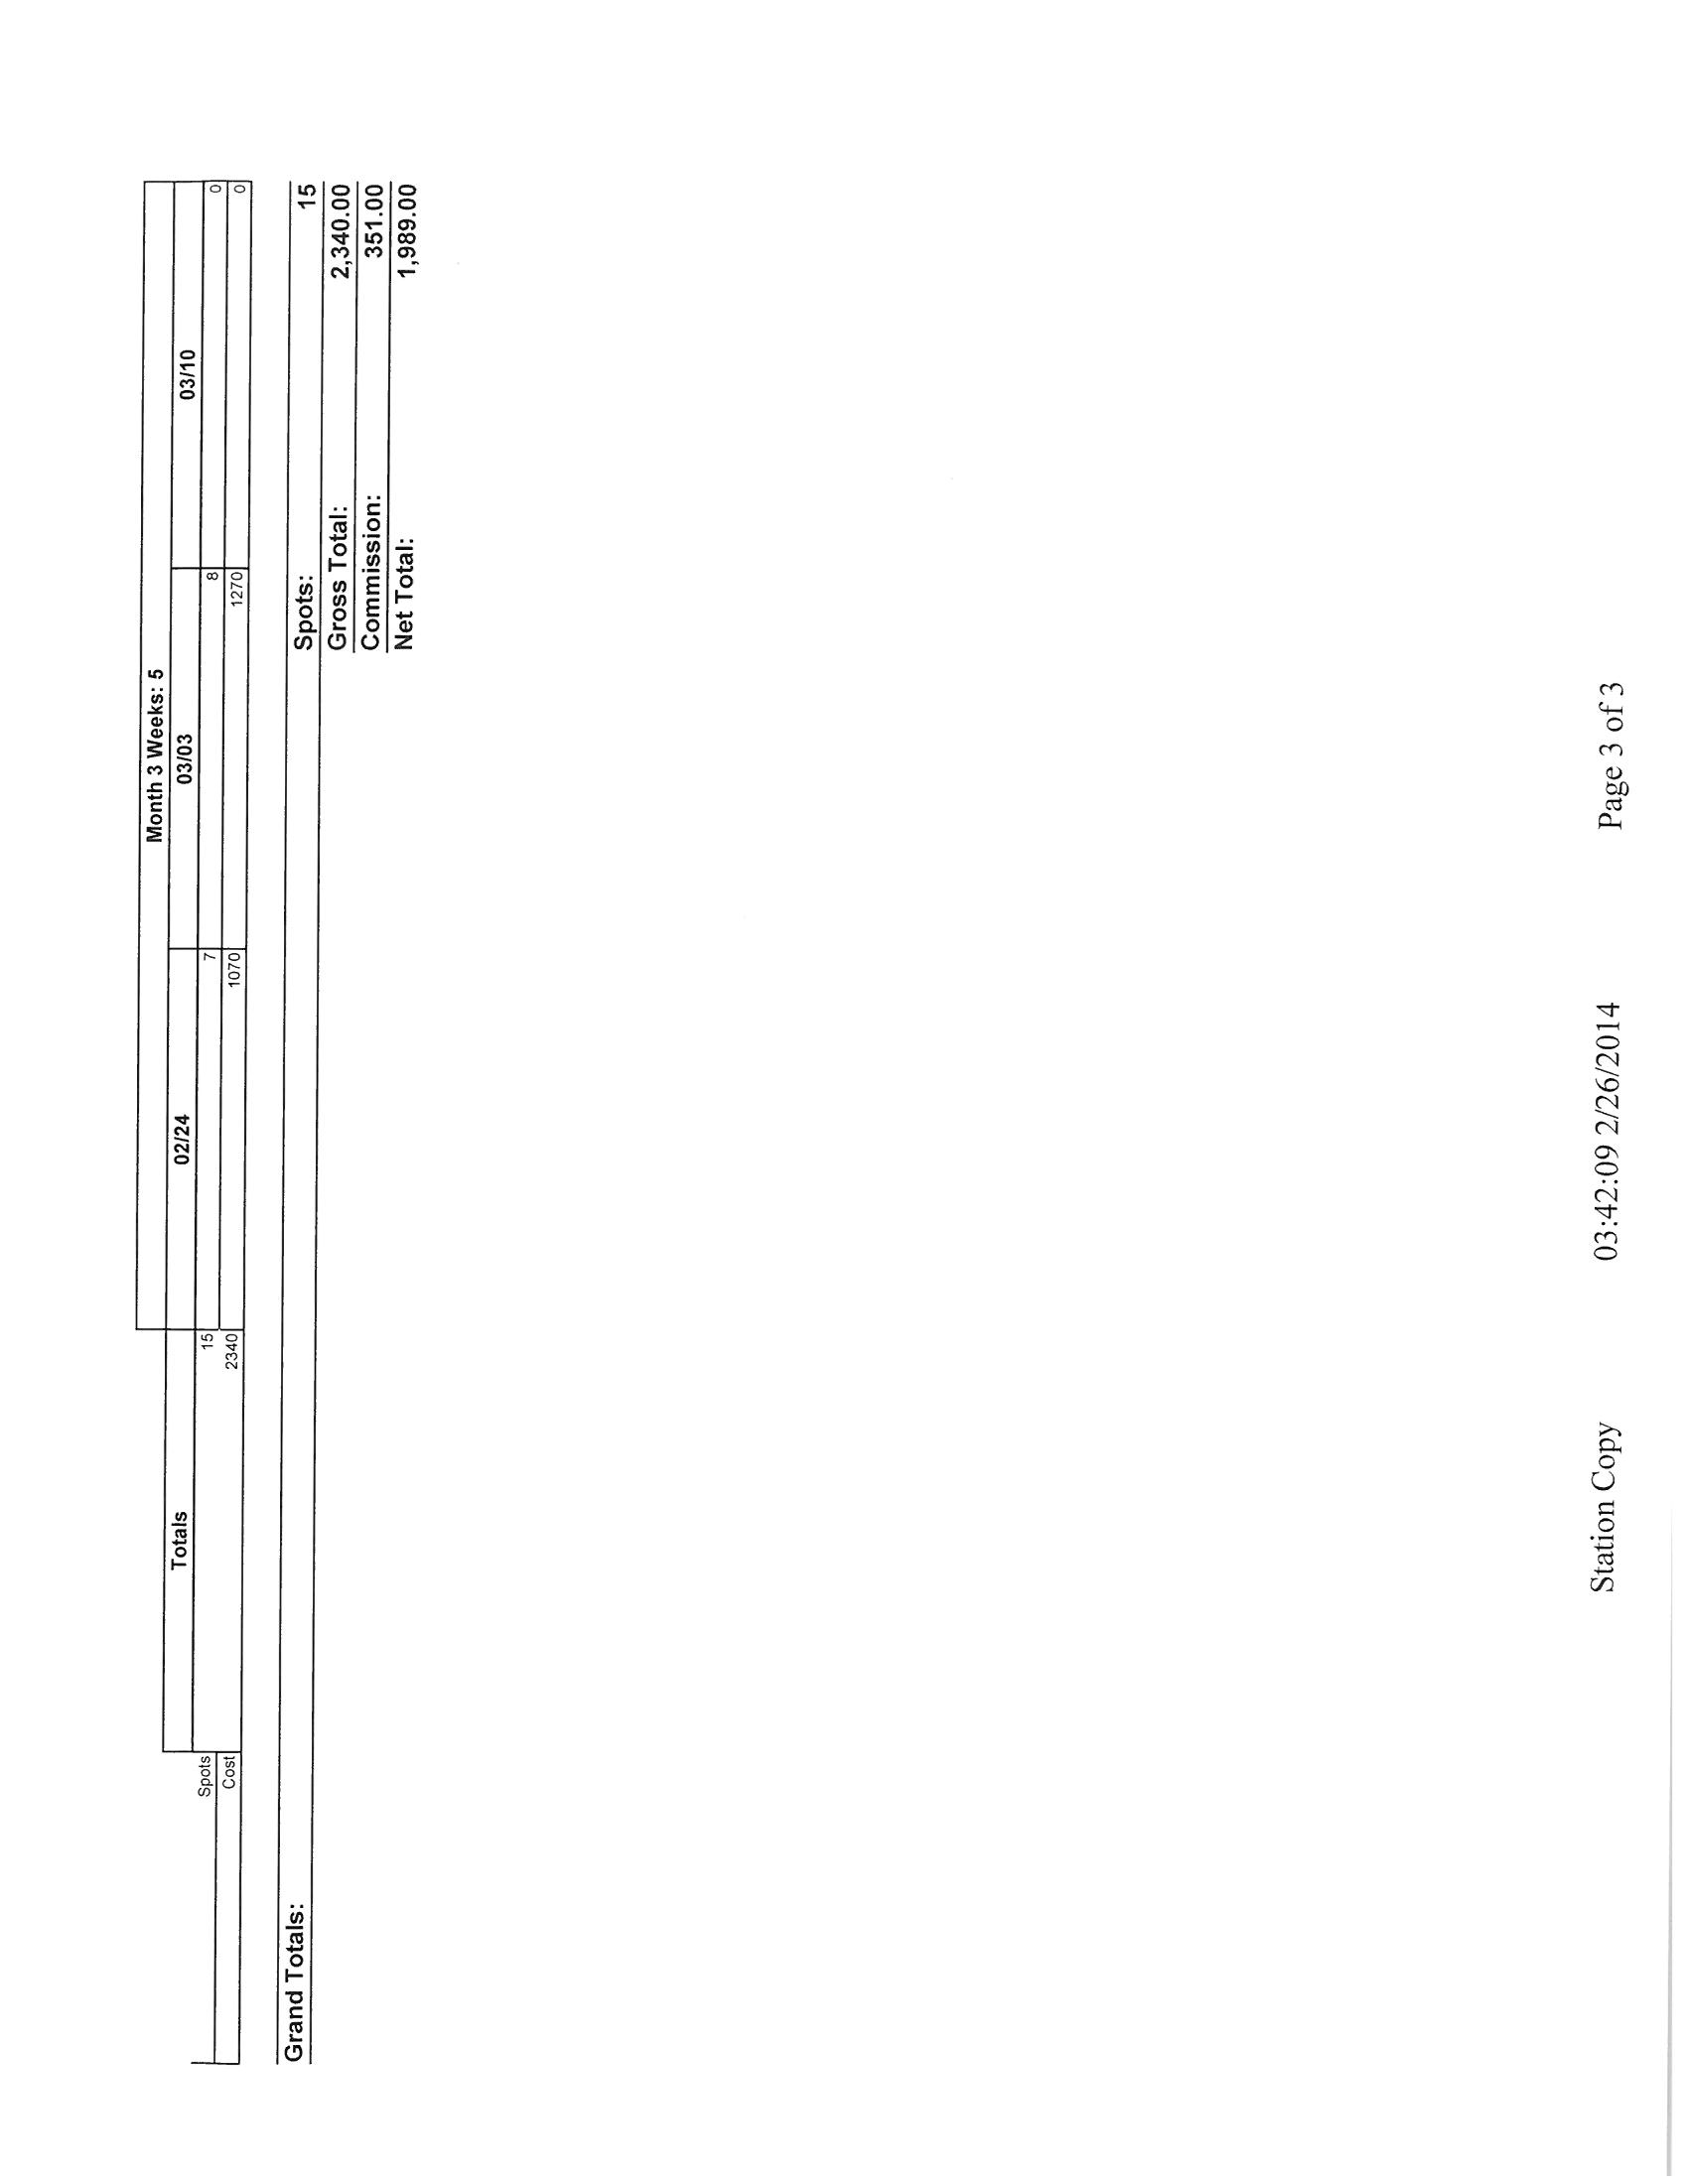 Month 3 Weeks: 5
Totals 02/24 03/03 03/10
Spots 15 7 8 0
Cost 2340 1070 1270 0
Grand Totals: Spots: 15
Gross Total: 2,340.00
Commission: 351.00
Net Total: 1,989.00
Station Copy 03:42:09 2/26/2014 Page 3 of 3